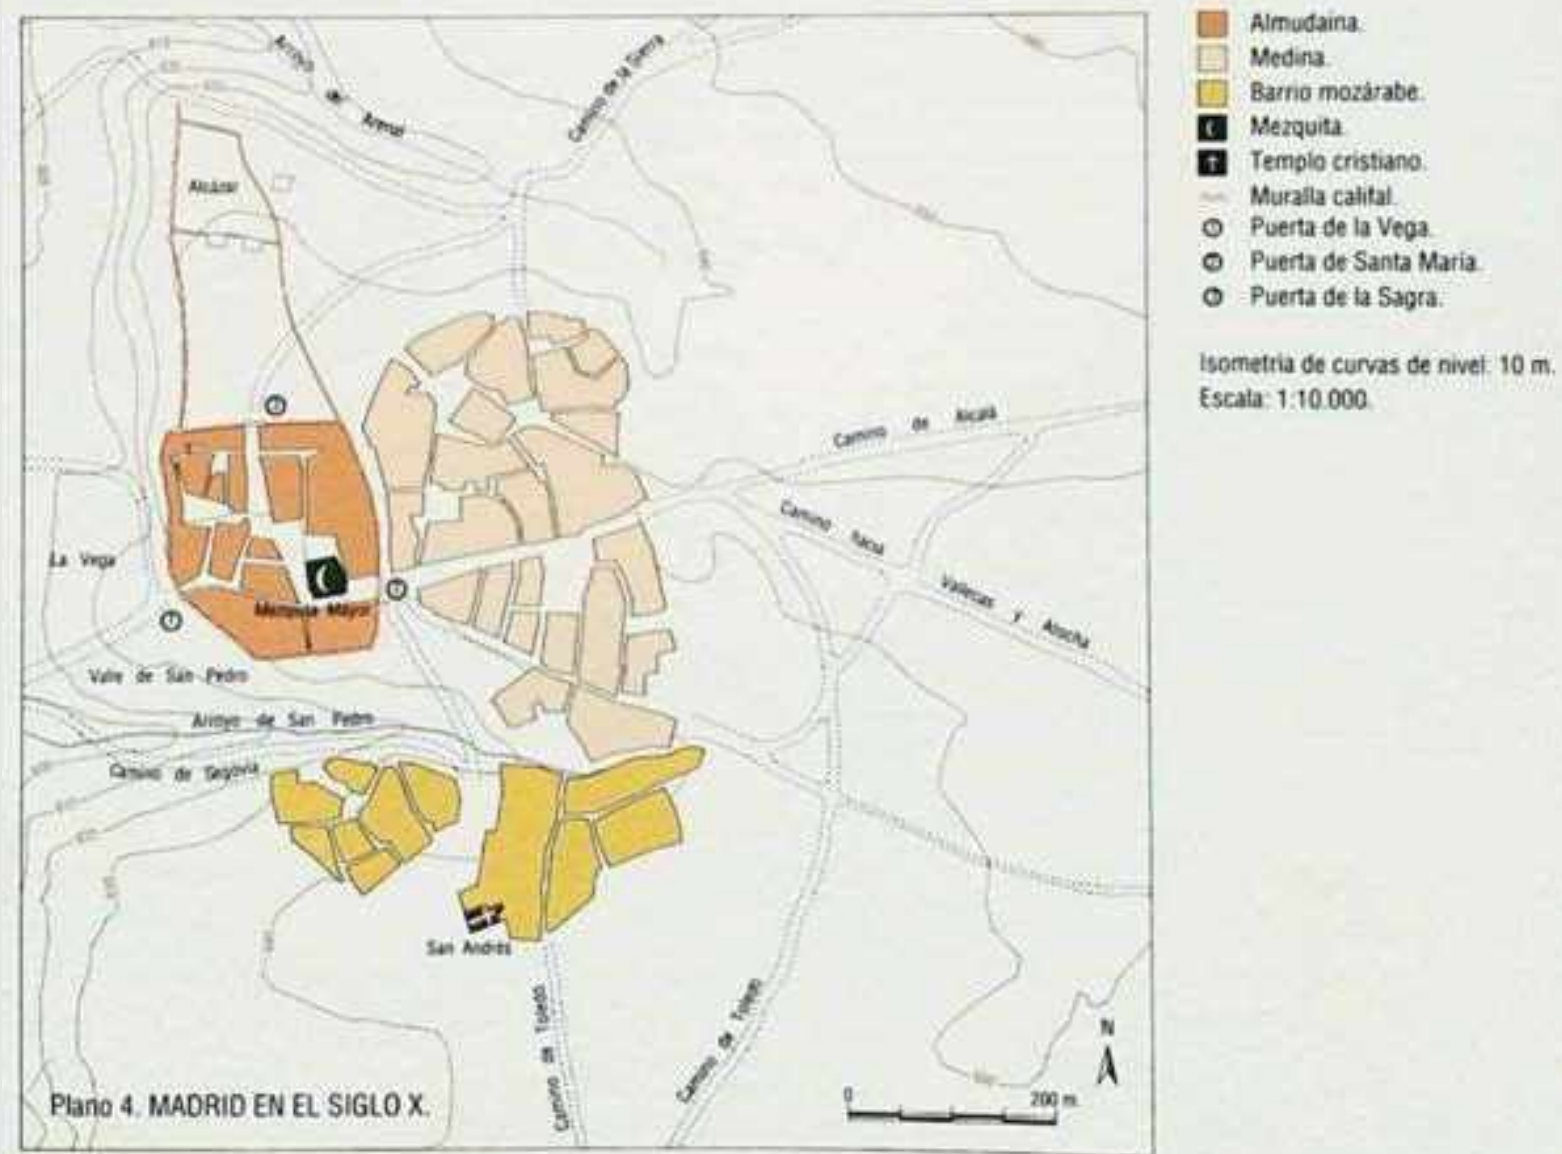 Almudaina.
Medina.
Barrio mozárabe.
Mezquita.
Templo cristiano.
Muralla califal.
Puerta de la Vega.
Puerta de Santa María.
Puerta de la Sagra.
Isometria de curvas de nivel: 10 m.
Escala: 1:10.000.
Arroyo del Arenal
Camino de la Sierra
Alcázar
Camino de Alcalá
Camino hacia
Vallecas y Atocha
La Vega
Mezquita Mayor
Valle de San Pedro
Arroyo de San Pedro
Camino de Segovia
San Andrés
Camino de Toledo
Camino de Toledo
N
0 200 m.
Plano 4. MADRID EN EL SIGLO X.